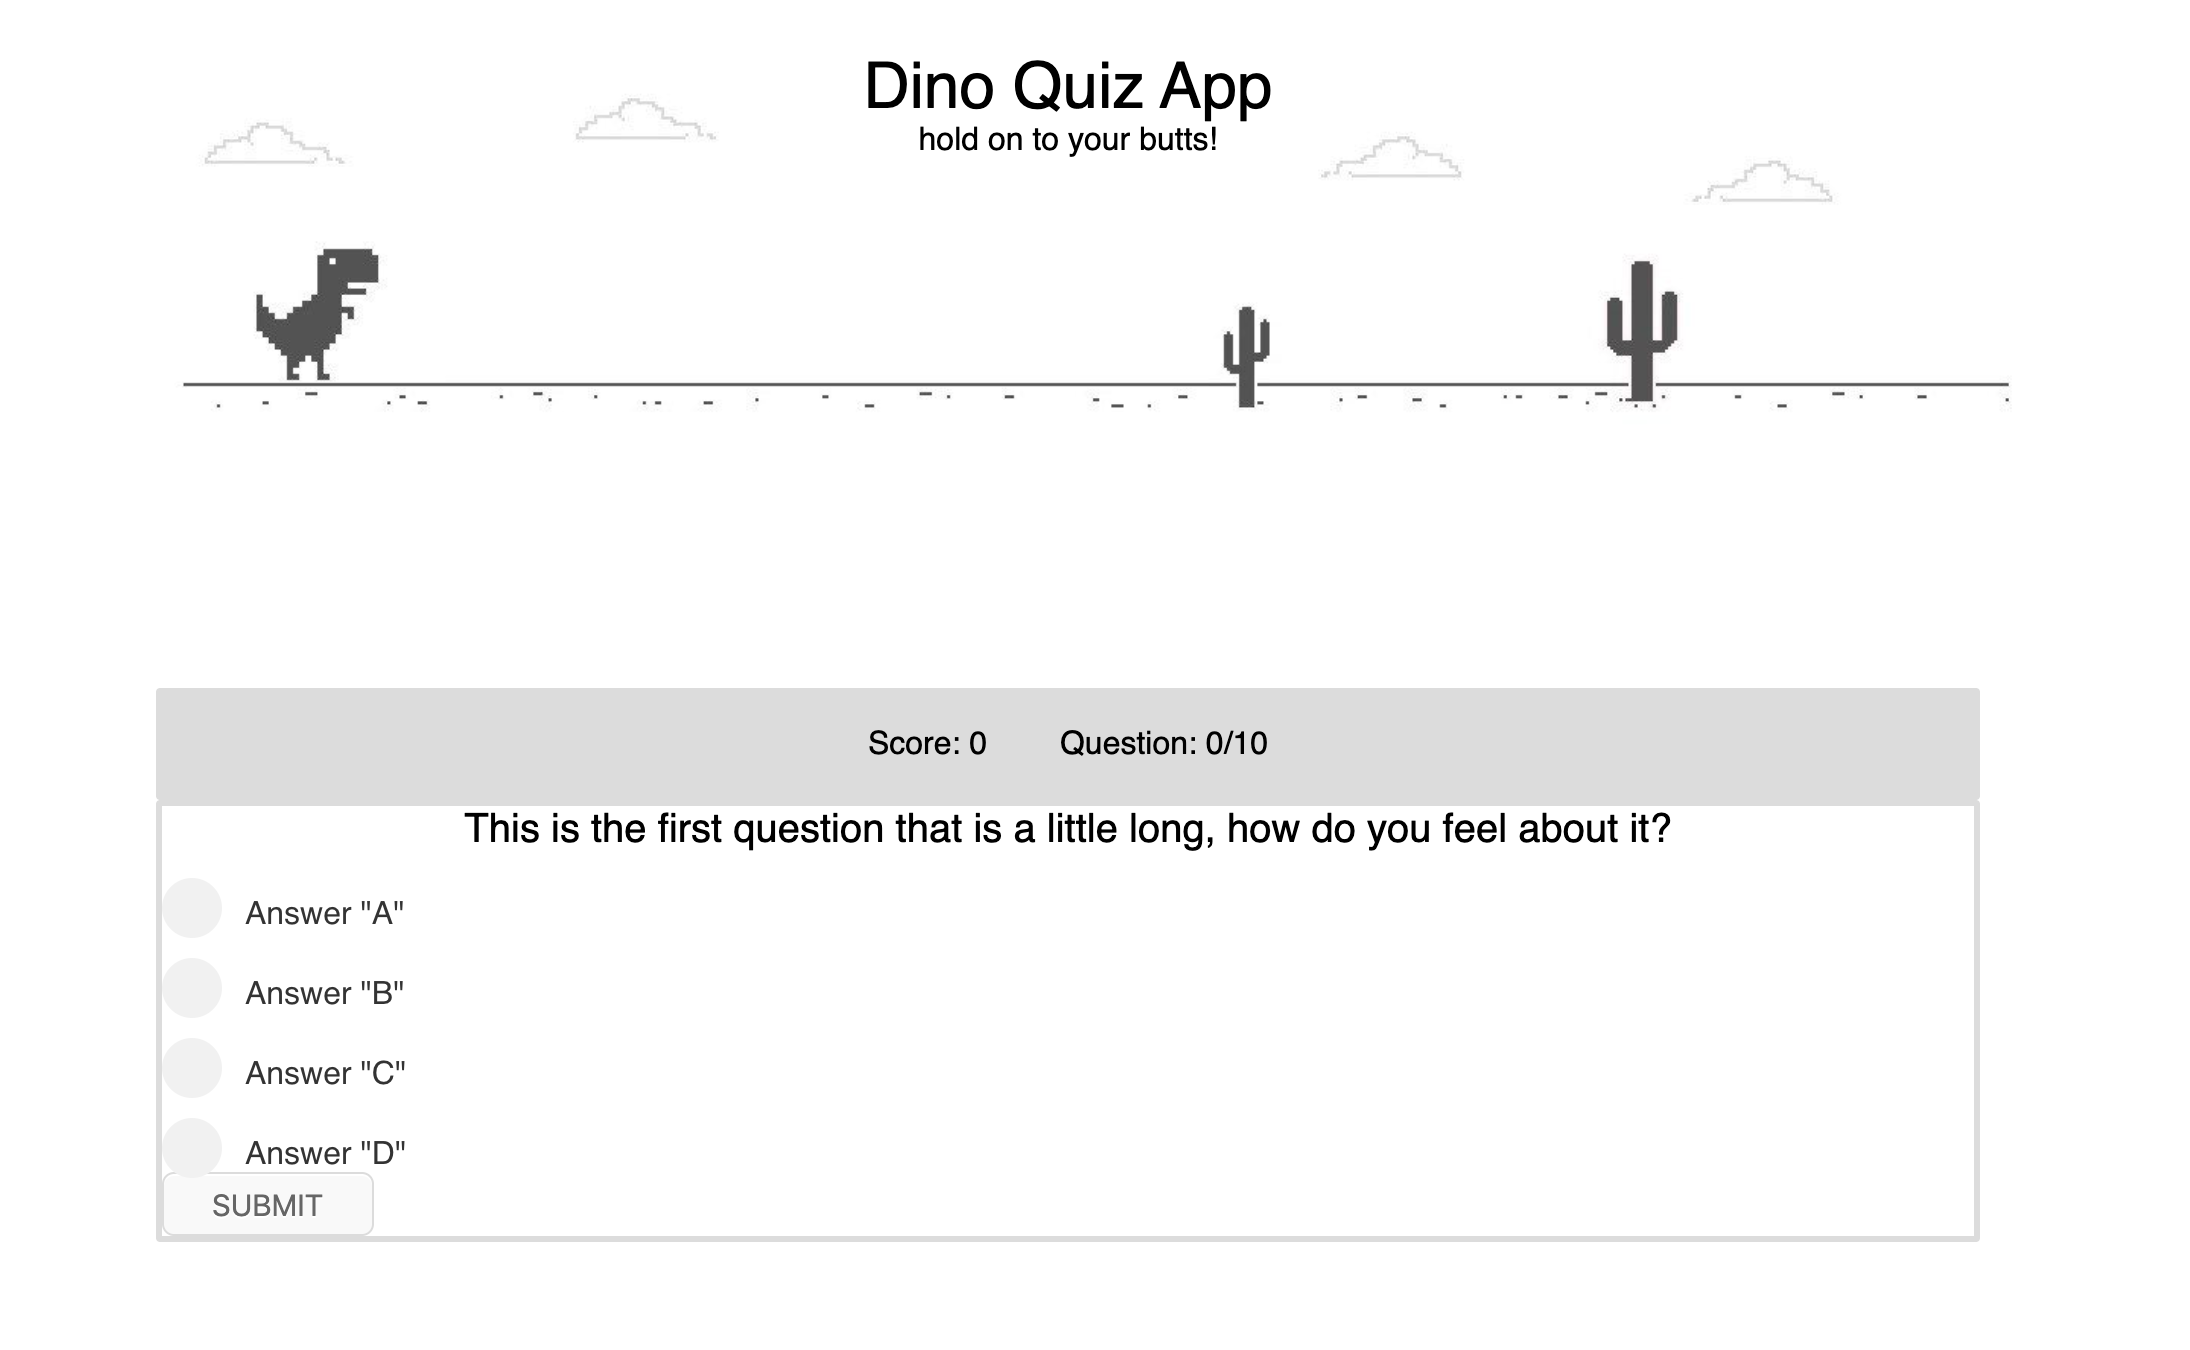 Dino Quiz App
hold on to your butts!
Score: 0 Question: 0/10
This is the first question that is a little long, how do you feel about it?
Answer "A"
Answer "B"
Answer "C"
Answer "D"
SUBMIT